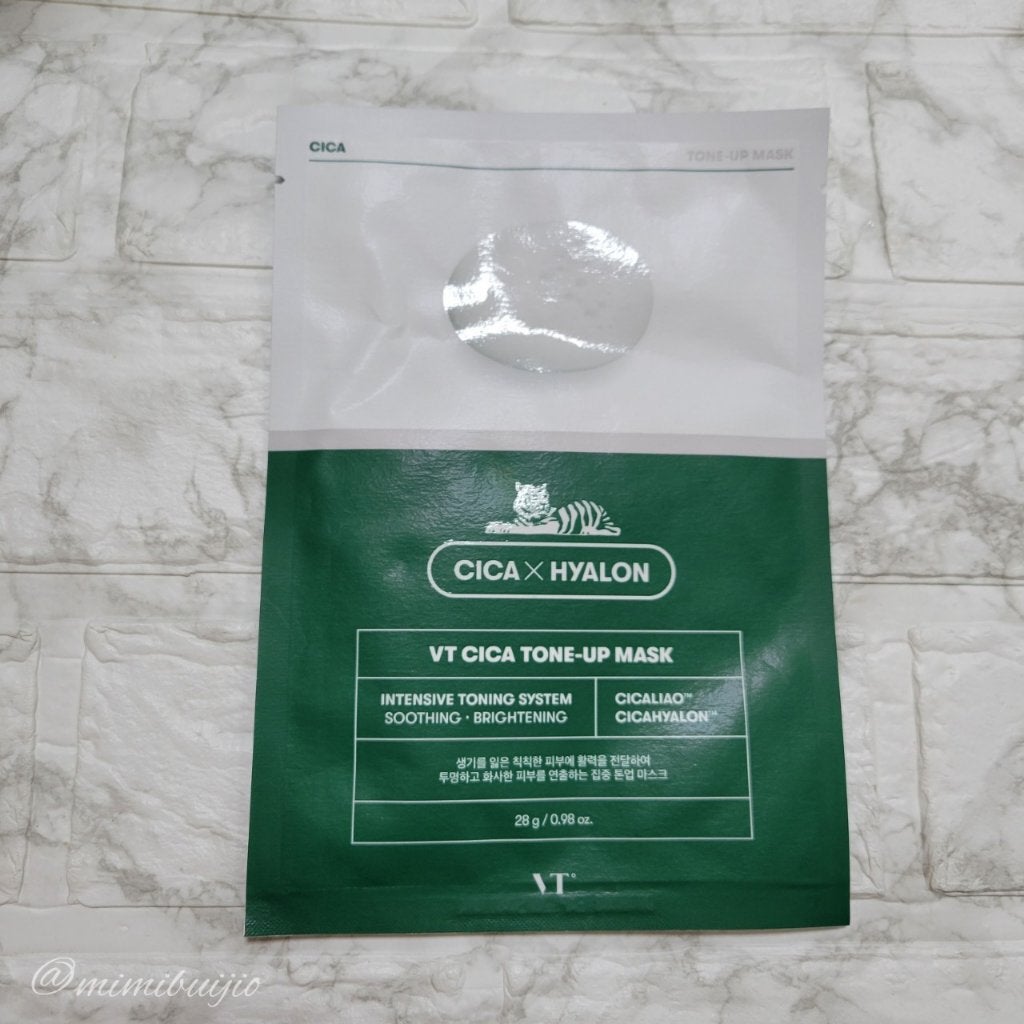 CICA
TONE-UP MASK
CICA × HYALON
VT CICA TONE-UP MASK
INTENSIVE TONING SYSTEM
SOOTHING · BRIGHTENING
CICALIAO™
CICAHYALON™
생기를 잃은 칙칙한 피부에 활력을 전달하여
투명하고 화사한 피부를 연출하는 집중 톤업 마스크
28 g / 0.98 oz.
VT
@mimibuijio